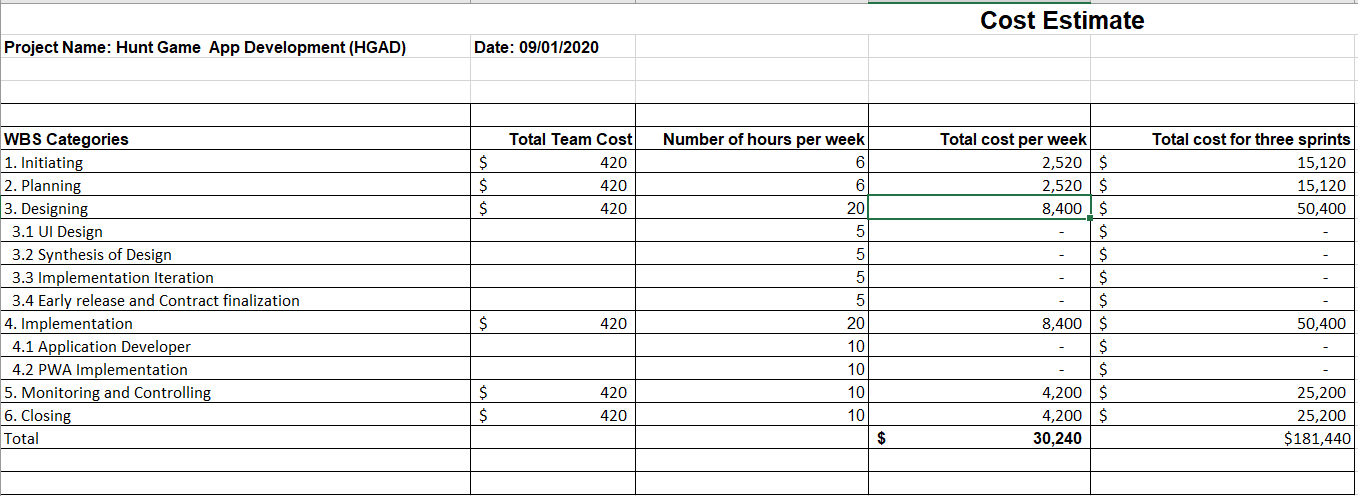 Cost Estimate
Project Name: Hunt Game  App Development (HGAD) Date: 09/01/2020
WBS Categories Total Team Cost Number of hours per week Total cost per week Total cost for three sprints
1. Initiating $ 420 6 2,520 $ 15,120
2. Planning $ 420 6 2,520 $ 15,120
3. Designing $ 420 20 8,400 $ 50,400
3.1 UI Design 5 - $ -
3.2 Synthesis of Design 5 - $ -
3.3 Implementation Iteration 5 - $ -
3.4 Early release and Contract finalization 5 - $ -
4. Implementation $ 420 20 8,400 $ 50,400
4.1 Application Developer 10 - $ -
4.2 PWA Implementation 10 - $ -
5. Monitoring and Controlling $ 420 10 4,200 $ 25,200
6. Closing $ 420 10 4,200 $ 25,200
Total $ 30,240 $181,440